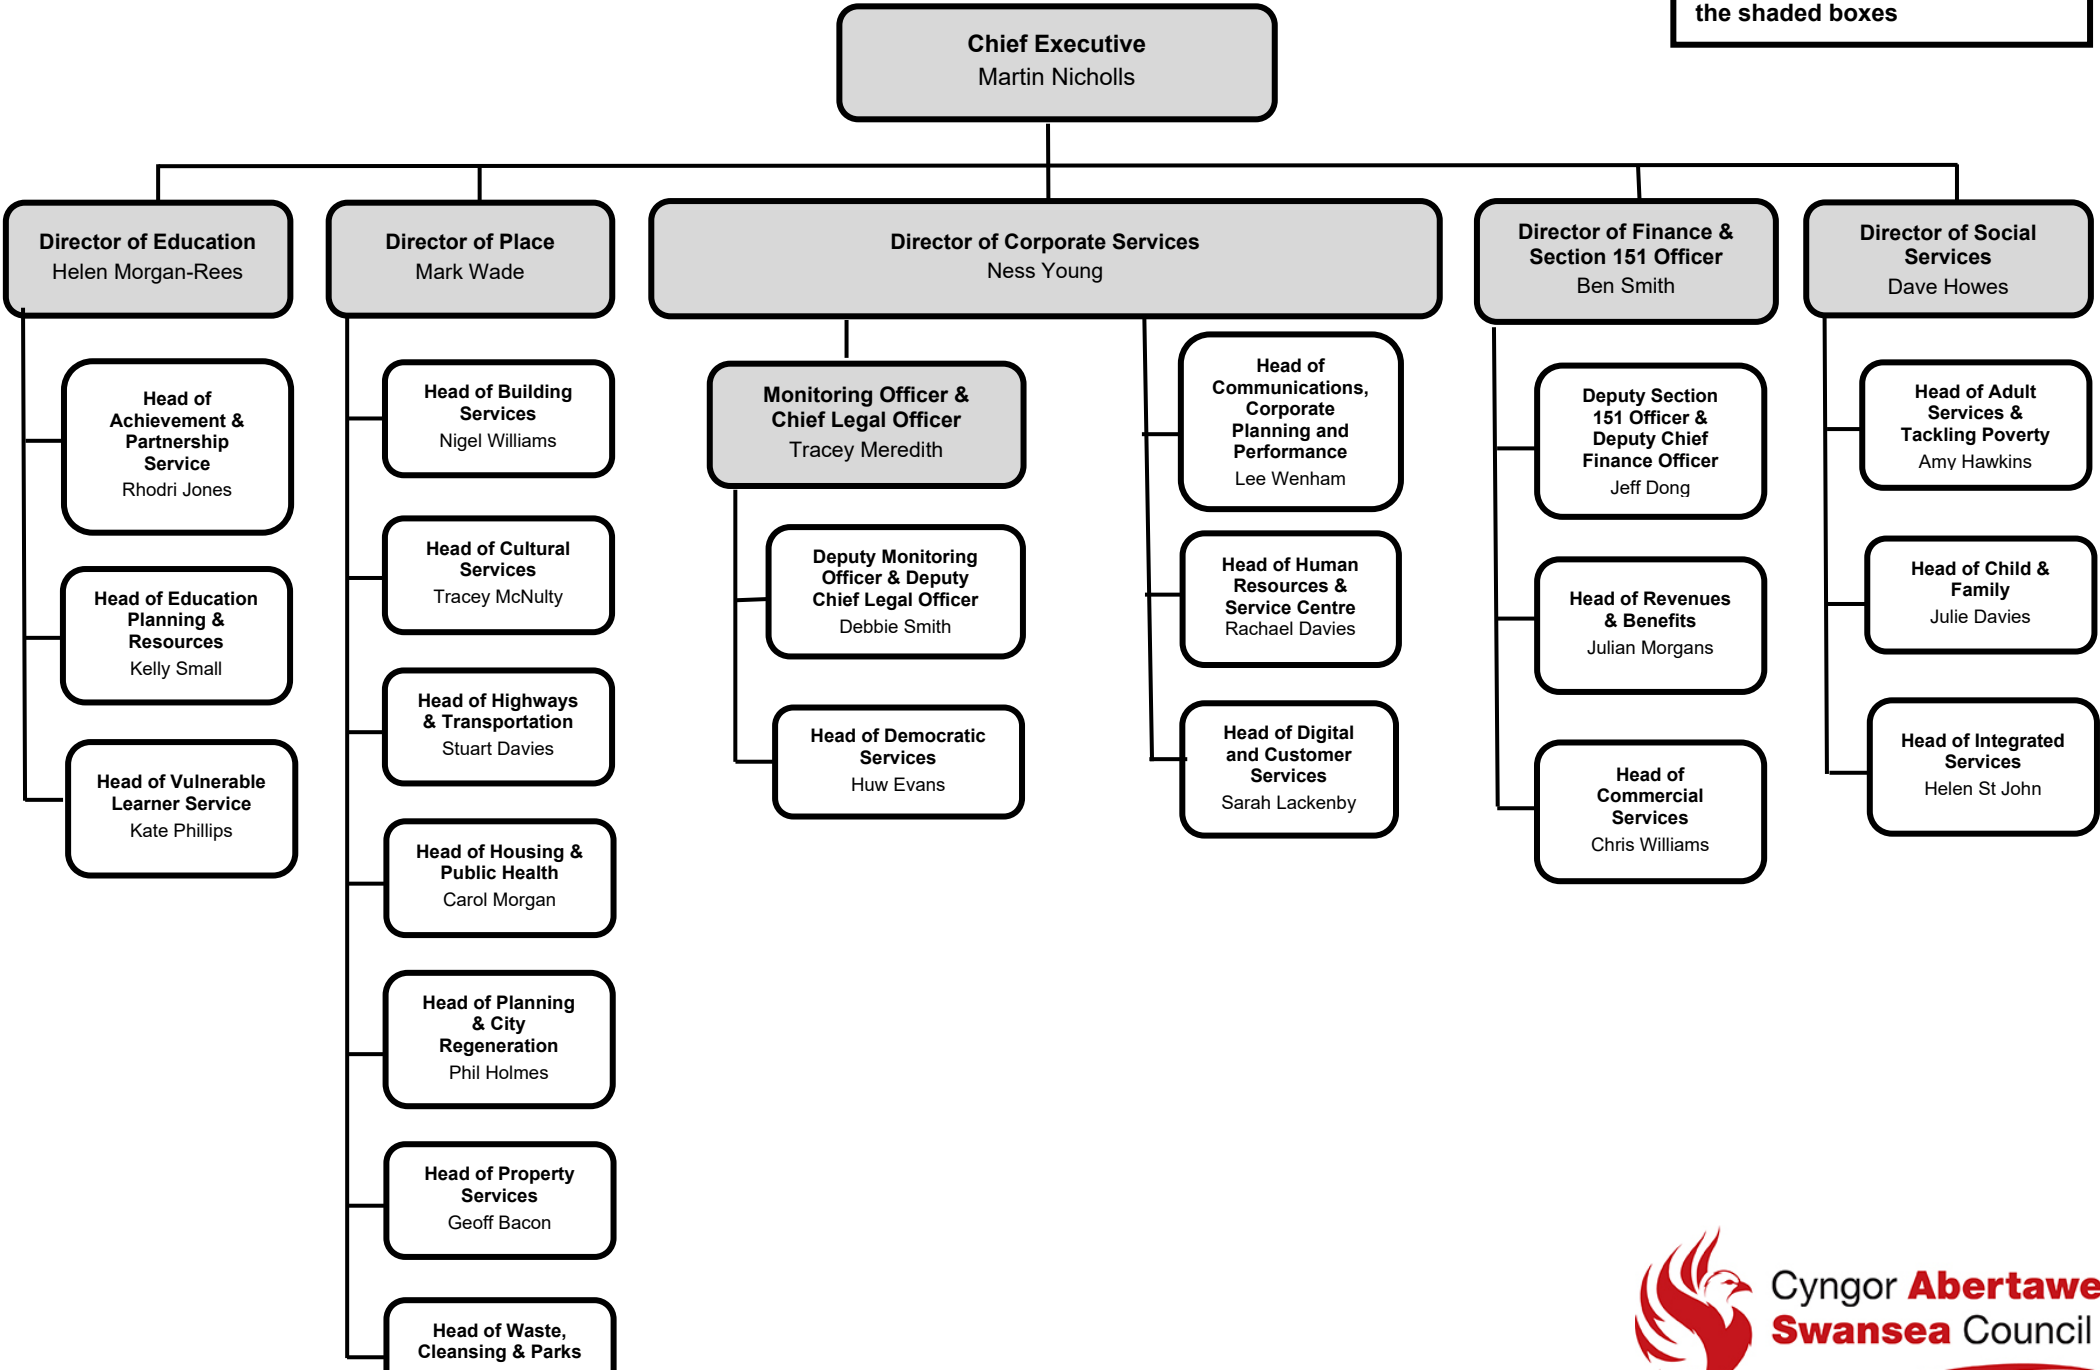 the shaded boxes
Chief Executive
Martin Nicholls
Director of Education
Helen Morgan-Rees
Director of Place
Mark Wade
Director of Corporate Services
Ness Young
Director of Finance &
Section 151 Officer
Ben Smith
Director of Social
Services
Dave Howes
Head of
Achievement &
Partnership
Service
Rhodri Jones
Head of Education
Planning &
Resources
Kelly Small
Head of Vulnerable
Learner Service
Kate Phillips
Head of Building
Services
Nigel Williams
Head of Cultural
Services
Tracey McNulty
Head of Highways
& Transportation
Stuart Davies
Head of Housing &
Public Health
Carol Morgan
Head of Planning
& City
Regeneration
Phil Holmes
Head of Property
Services
Geoff Bacon
Head of Waste,
Cleansing & Parks
Monitoring Officer &
Chief Legal Officer
Tracey Meredith
Deputy Monitoring
Officer & Deputy
Chief Legal Officer
Debbie Smith
Head of Democratic
Services
Huw Evans
Head of
Communications,
Corporate
Planning and
Performance
Lee Wenham
Head of Human
Resources &
Service Centre
Rachael Davies
Head of Digital
and Customer
Services
Sarah Lackenby
Deputy Section
151 Officer &
Deputy Chief
Finance Officer
Jeff Dong
Head of Revenues
& Benefits
Julian Morgans
Head of
Commercial
Services
Chris Williams
Head of Adult
Services &
Tackling Poverty
Amy Hawkins
Head of Child &
Family
Julie Davies
Head of Integrated
Services
Helen St John
Cyngor Abertawe
Swansea Council